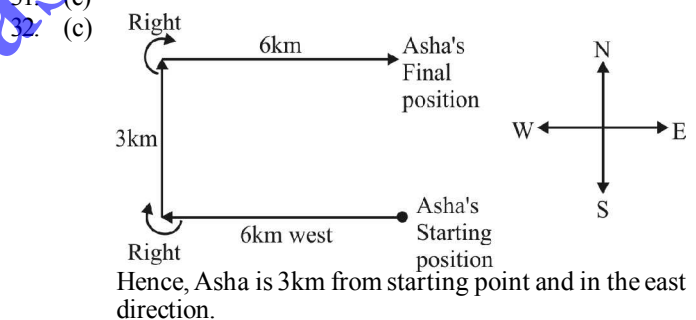 31. (c)
32. (c)
Right
6km
Asha's
Final
position
N
3km
W
E
S
Asha's
Starting
position
6km west
Right
Hence, Asha is 3km from starting point and in the east
direction.